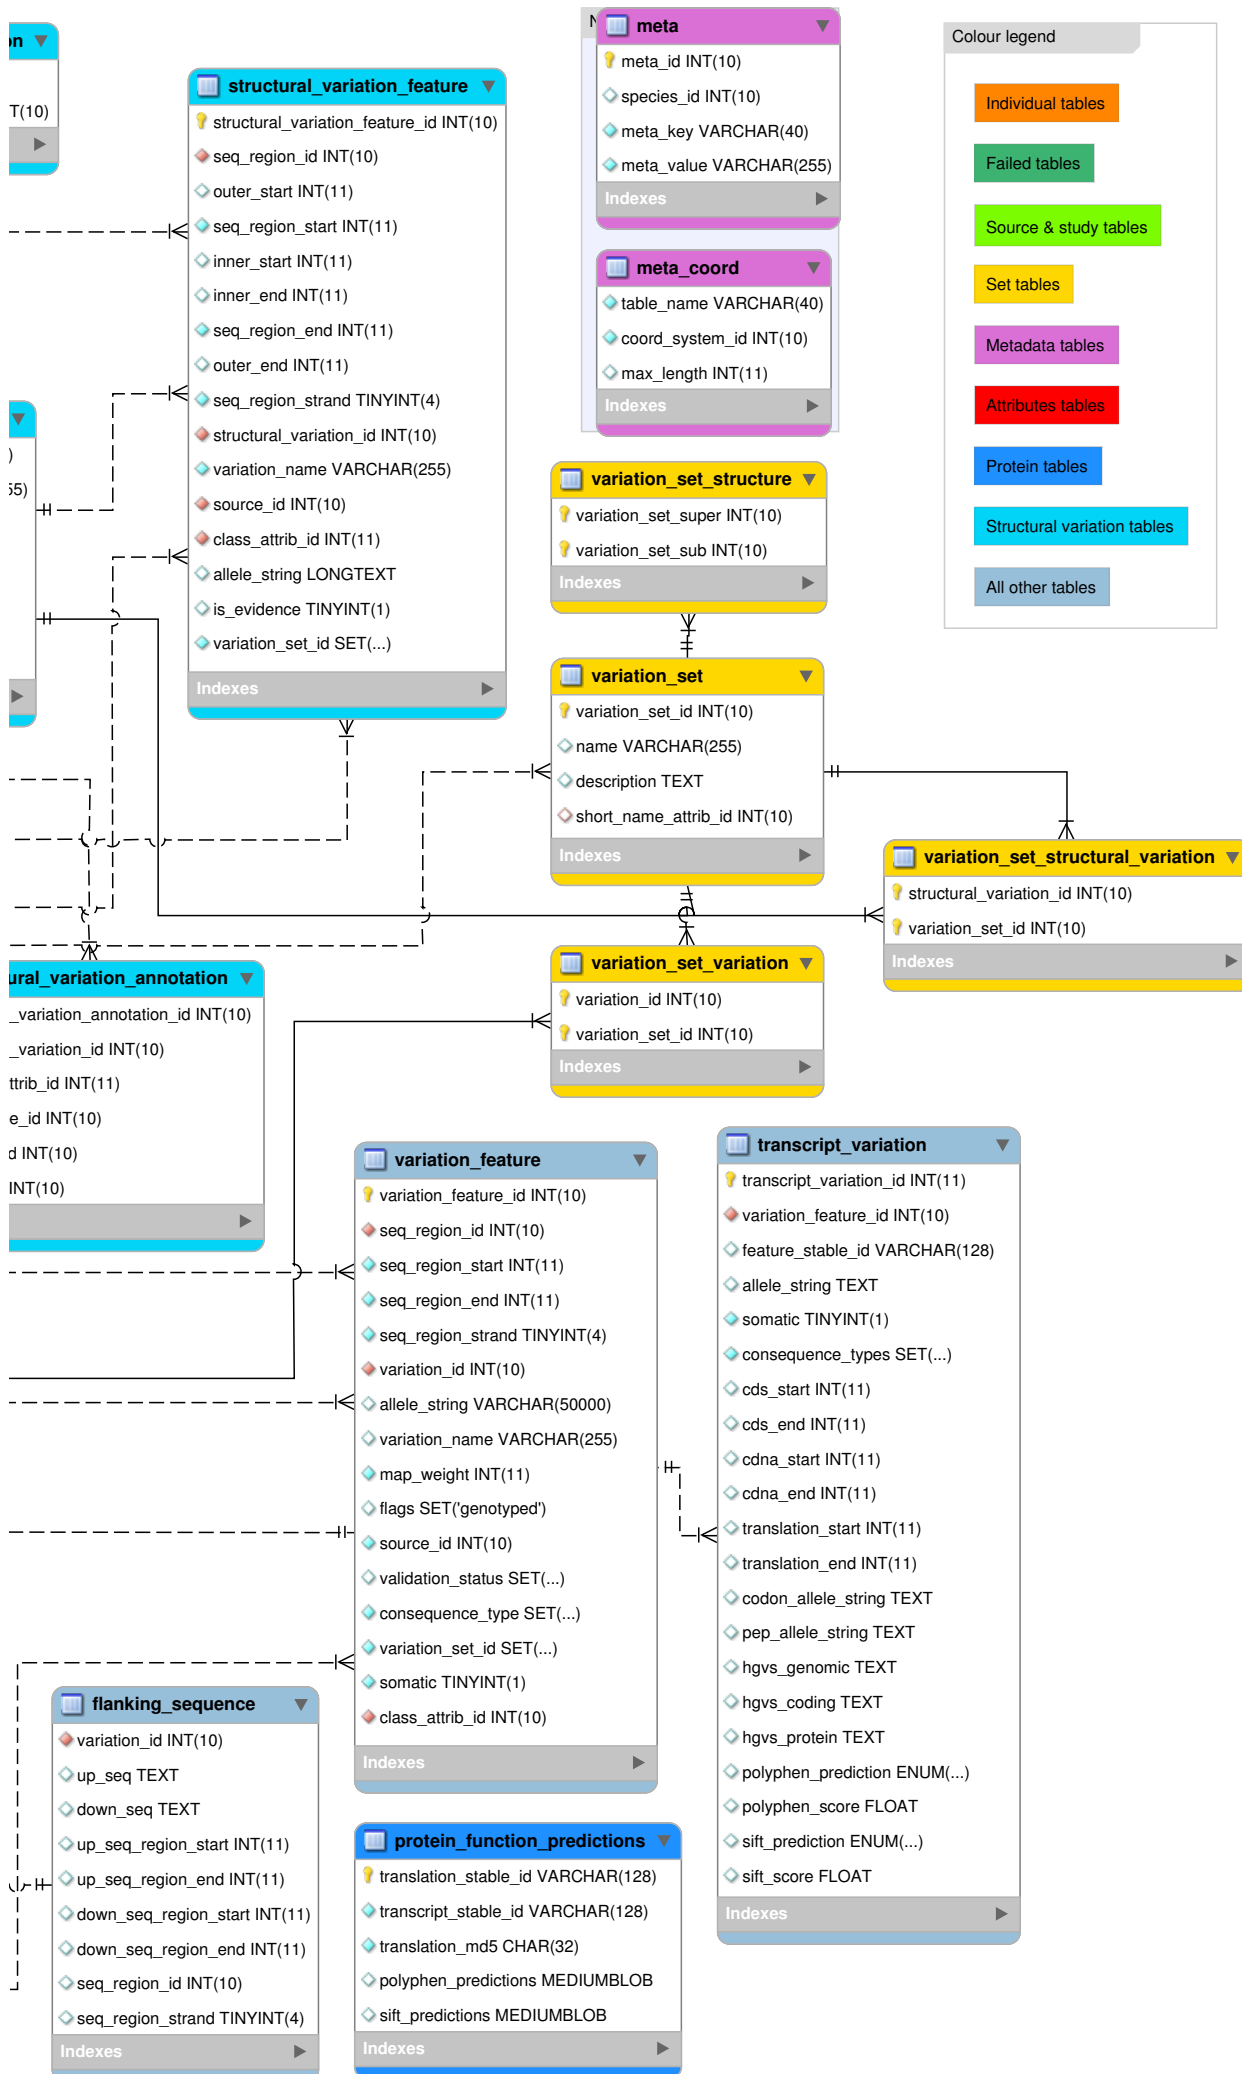 on
T(10)
structural_variation_feature
structural_variation_feature_id INT(10)
seq_region_id INT(10)
outer_start INT(11)
seq_region_start INT(11)
inner_start INT(11)
inner_end INT(11)
seq_region_end INT(11)
outer_end INT(11)
seq_region_strand TINYINT(4)
structural_variation_id INT(10)
variation_name VARCHAR(255)
source_id INT(10)
class_attrib_id INT(11)
allele_string LONGTEXT
is_evidence TINYINT(1)
variation_set_id SET(...)
Indexes
)
55)
meta
meta_id INT(10)
species_id INT(10)
meta_key VARCHAR(40)
meta_value VARCHAR(255)
Indexes
meta_coord
table_name VARCHAR(40)
coord_system_id INT(10)
max_length INT(11)
Indexes
Colour legend
Individual tables
Failed tables
Source & study tables
Set tables
Metadata tables
Attributes tables
Protein tables
Structural variation tables
All other tables
variation_set_structure
variation_set_super INT(10)
variation_set_sub INT(10)
Indexes
variation_set
variation_set_id INT(10)
name VARCHAR(255)
description TEXT
short_name_attrib_id INT(10)
Indexes
variation_set_structural_variation
structural_variation_id INT(10)
variation_set_id INT(10)
Indexes
variation_set_variation
variation_id INT(10)
variation_set_id INT(10)
Indexes
ural_variation_annotation
_variation_annotation_id INT(10)
_variation_id INT(10)
ttrib_id INT(11)
e_id INT(10)
d INT(10)
INT(10)
variation_feature
variation_feature_id INT(10)
seq_region_id INT(10)
seq_region_start INT(11)
seq_region_end INT(11)
seq_region_strand TINYINT(4)
variation_id INT(10)
allele_string VARCHAR(50000)
variation_name VARCHAR(255)
map_weight INT(11)
flags SET('genotyped')
source_id INT(10)
validation_status SET(...)
consequence_type SET(...)
variation_set_id SET(...)
somatic TINYINT(1)
class_attrib_id INT(10)
Indexes
transcript_variation
transcript_variation_id INT(11)
variation_feature_id INT(10)
feature_stable_id VARCHAR(128)
allele_string TEXT
somatic TINYINT(1)
consequence_types SET(...)
cds_start INT(11)
cds_end INT(11)
cdna_start INT(11)
cdna_end INT(11)
translation_start INT(11)
translation_end INT(11)
codon_allele_string TEXT
pep_allele_string TEXT
hgvs_genomic TEXT
hgvs_coding TEXT
hgvs_protein TEXT
polyphen_prediction ENUM(...)
polyphen_score FLOAT
sift_prediction ENUM(...)
sift_score FLOAT
Indexes
flanking_sequence
variation_id INT(10)
up_seq TEXT
down_seq TEXT
up_seq_region_start INT(11)
up_seq_region_end INT(11)
down_seq_region_start INT(11)
down_seq_region_end INT(11)
seq_region_id INT(10)
seq_region_strand TINYINT(4)
Indexes
protein_function_predictions
translation_stable_id VARCHAR(128)
transcript_stable_id VARCHAR(128)
translation_md5 CHAR(32)
polyphen_predictions MEDIUMBLOB
sift_predictions MEDIUMBLOB
Indexes